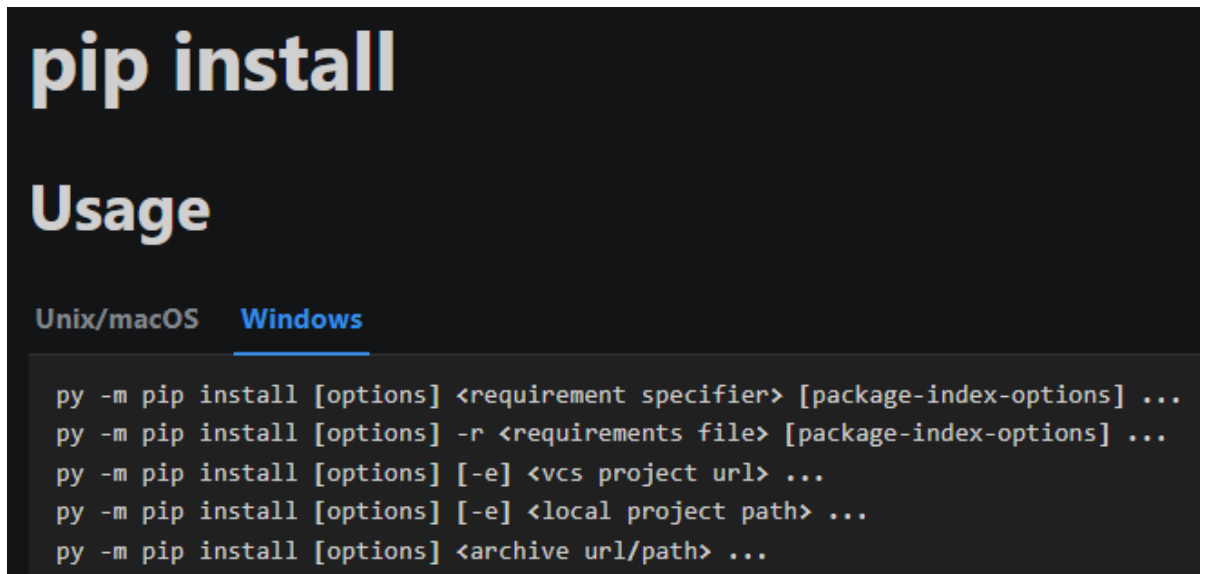 pip install
Usage
Unix/macOS Windows
py -m pip install [options] <requirement specifier> [package-index-options] ...
py -m pip install [options] -r <requirements file> [package-index-options] ...
py -m pip install [options] [-e] <vcs project url> ...
py -m pip install [options] [-e] <local project path> ...
py -m pip install [options] <archive url/path> ...